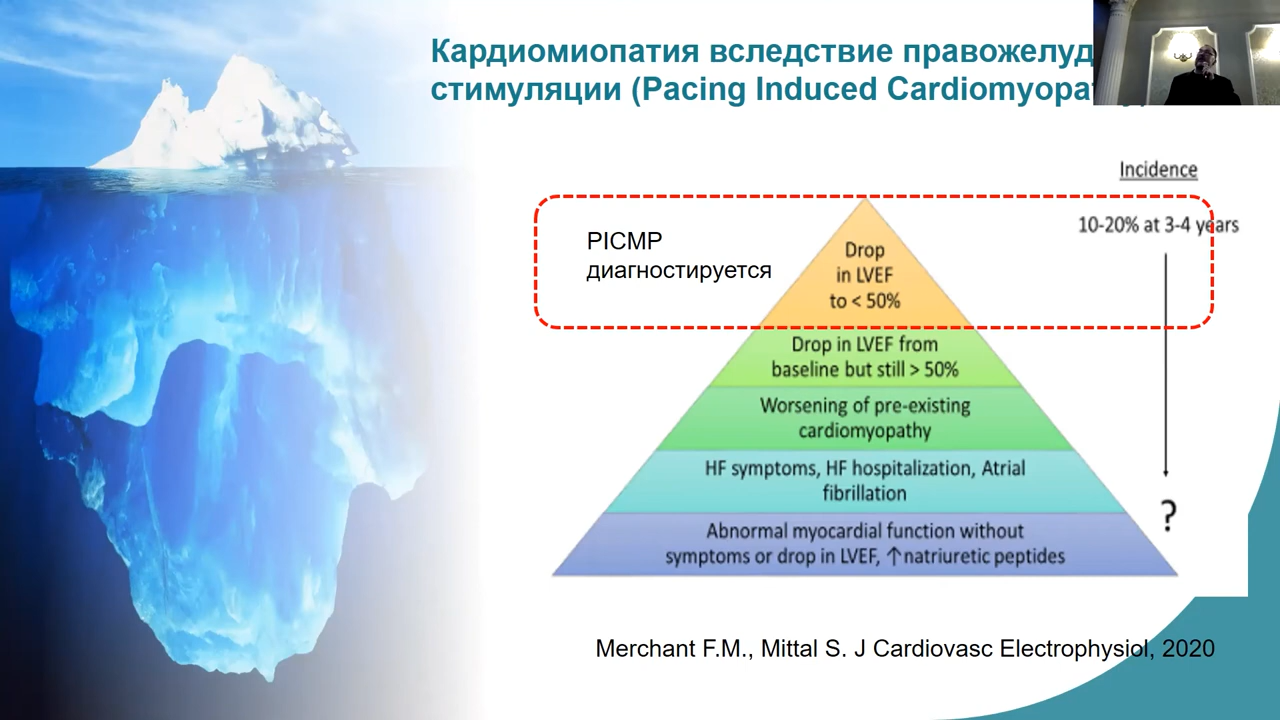 Кардиомиопатия вследствие
стимуляции (Pacing Induced
Incidence
10-20% at 3-4 years
PICMP
диагностируется
Drop
in LVEF
to < 50%
Drop in LVEF from
baseline but still > 50%
Worsening of pre-existing
cardiomyopathy
HF symptoms, HF hospitalization, Atrial
fibrillation
Abnormal myocardial function without
symptoms or drop in LVEF, ↑natriuretic peptides
?
Merchant F.M., Mittal S. J Cardiovasc Electrophysiol, 2020